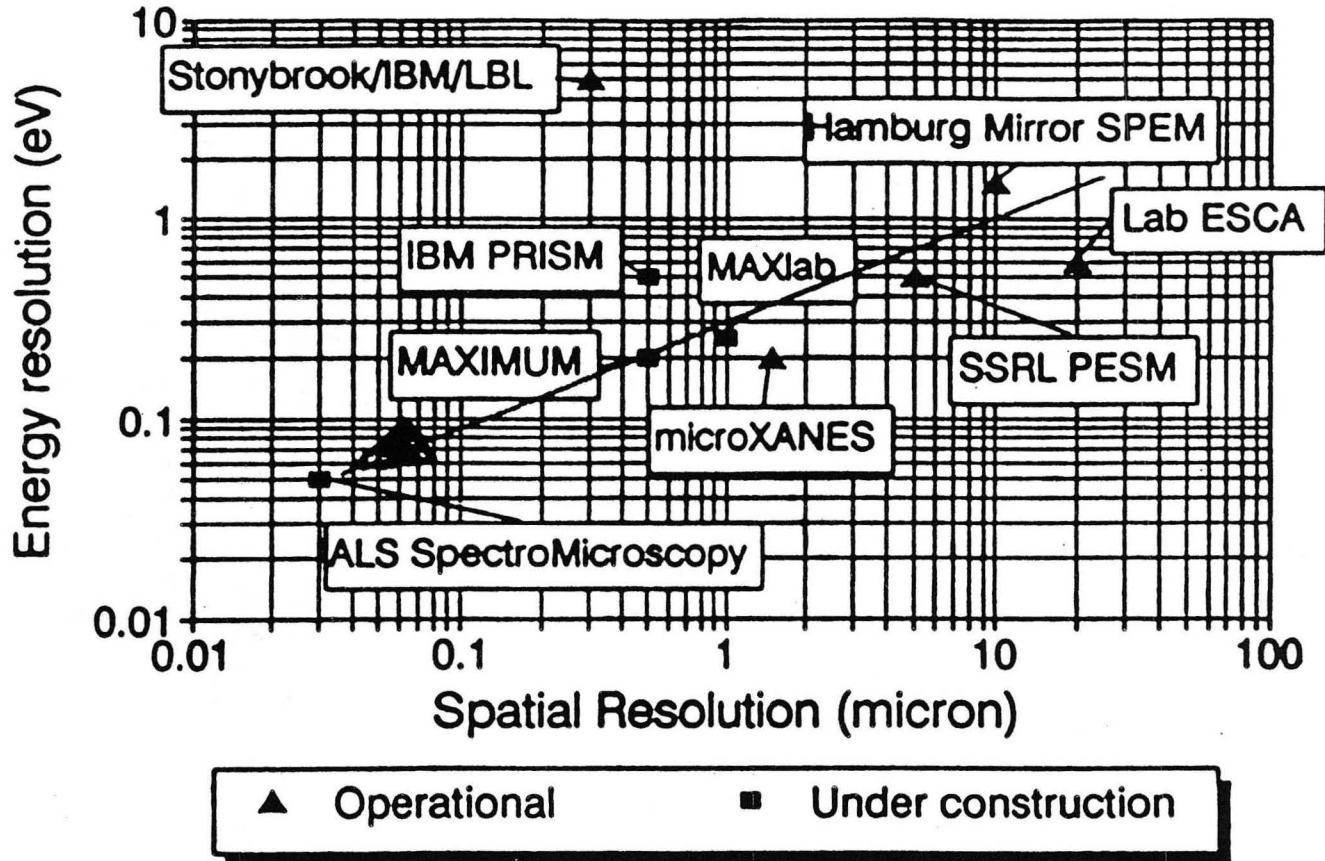 10
Stonybrook/IBM/LBL
Hamburg Mirror SPEM
Lab ESCA
1
IBM PRISM
MAXlab
MAXIMUM
SSRL PESM
microXANES
0.1
ALS SpectroMicroscopy
0.01
Energy resolution (eV)
0.01
0.1
1
10
100
Spatial Resolution (micron)
▲ Operational
■ Under construction